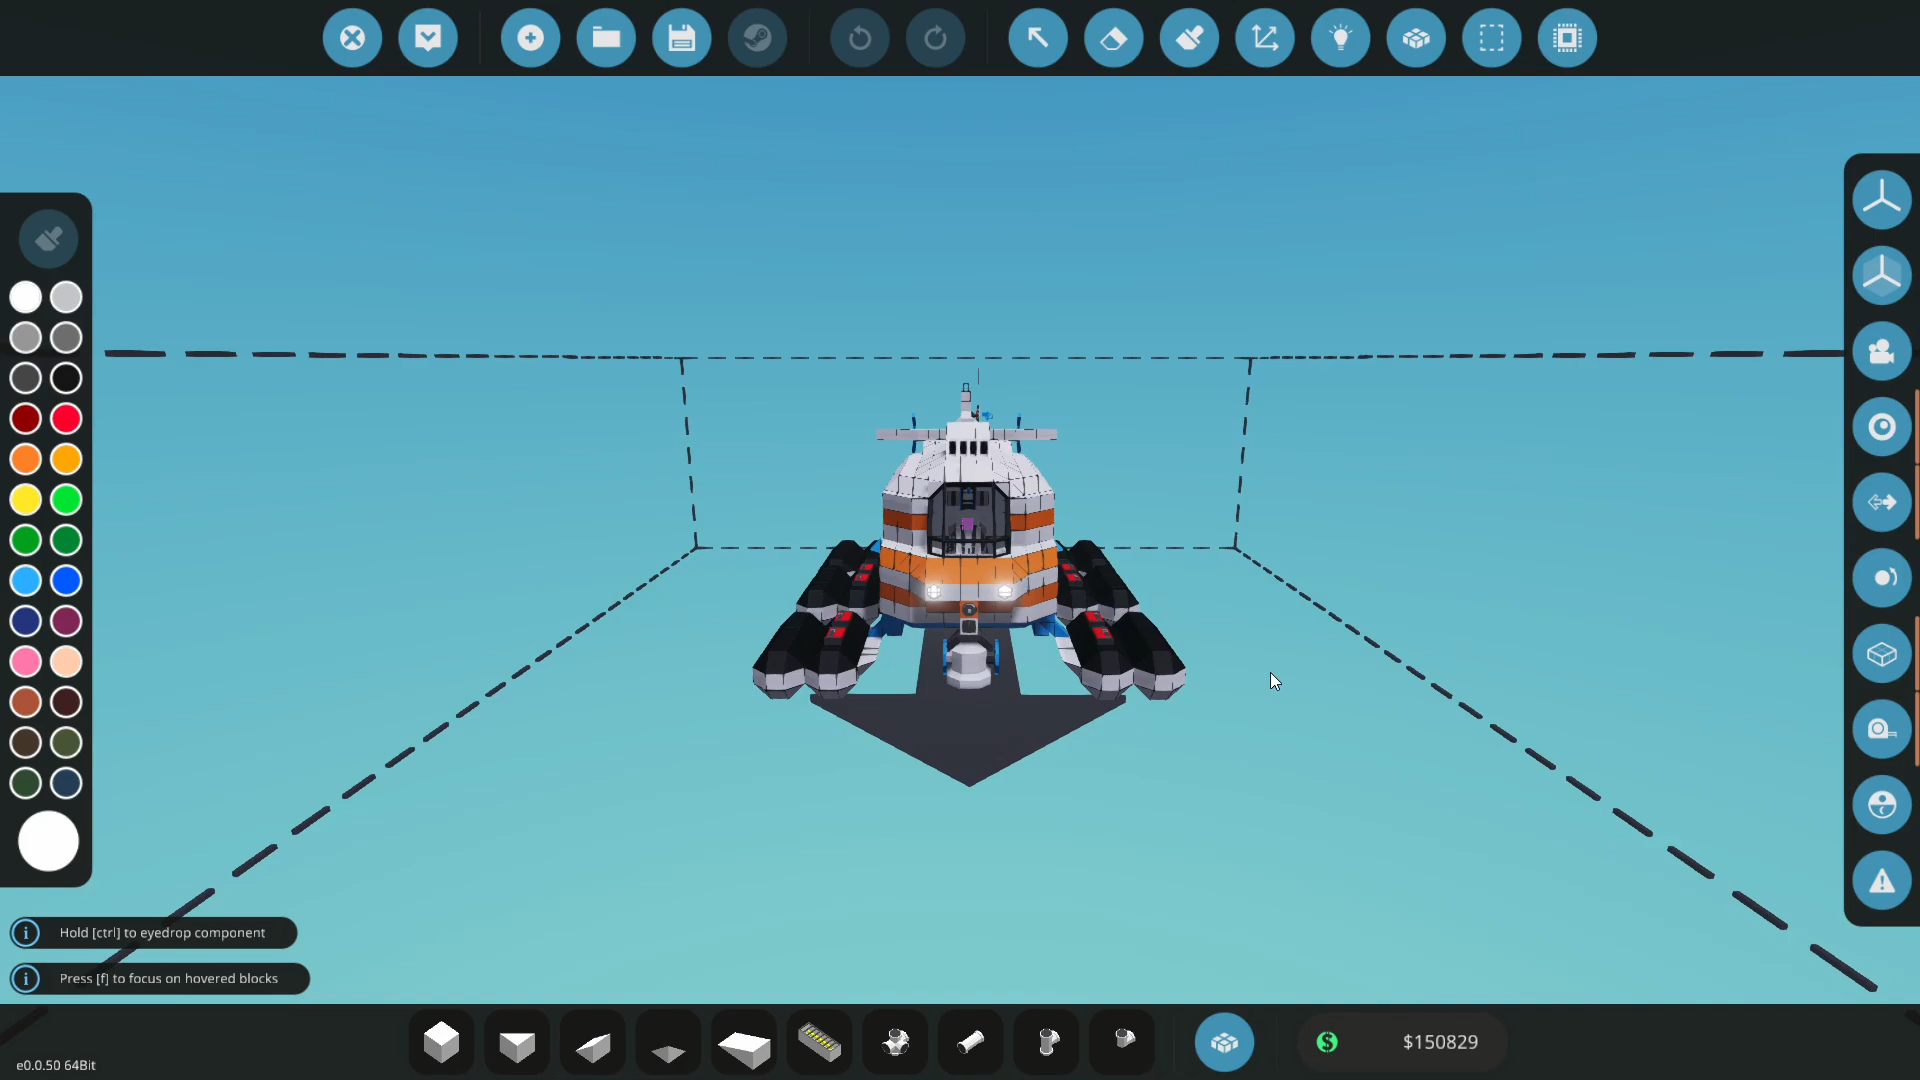 Hold [ctrl] to eyedrop component
Press [f] to focus on hovered blocks
$150829
e0.0.50 64Bit